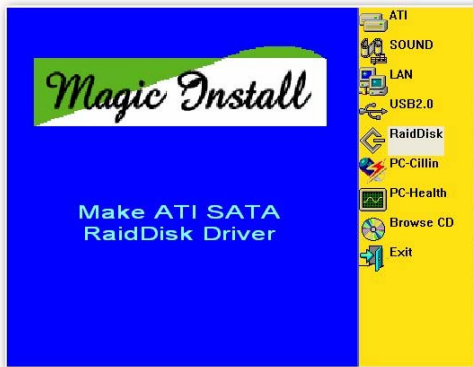 Magic Install
Make ATI SATA
RaidDisk Driver
ATI
SOUND
LAN
USB2.0
RaidDisk
PC-Cillin
PC-Health
Browse CD
Exit